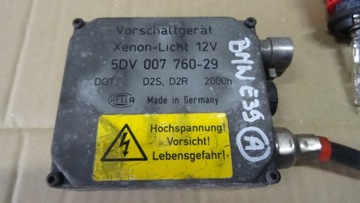 Vorschaltgerät
Xenon-Licht 12V
5DV 007 760-29
DOT D2S, D2R 2000h
HELLA Made in Germany
Hochspannung!
Vorsicht!
Lebensgefahr!
BMW E39
A